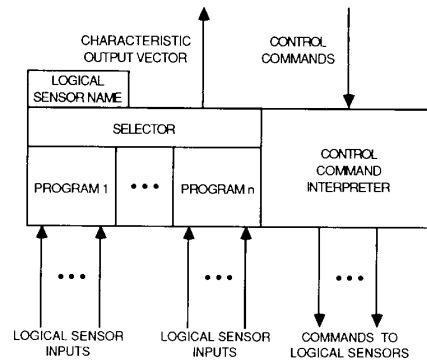 CHARACTERISTIC
OUTPUT VECTOR
CONTROL
COMMANDS
LOGICAL
SENSOR NAME
SELECTOR
PROGRAM 1
•••
PROGRAM n
CONTROL
COMMAND
INTERPRETER
•••
•••
•••
LOGICAL SENSOR
INPUTS
LOGICAL SENSOR
INPUTS
COMMANDS TO
LOGICAL SENSORS